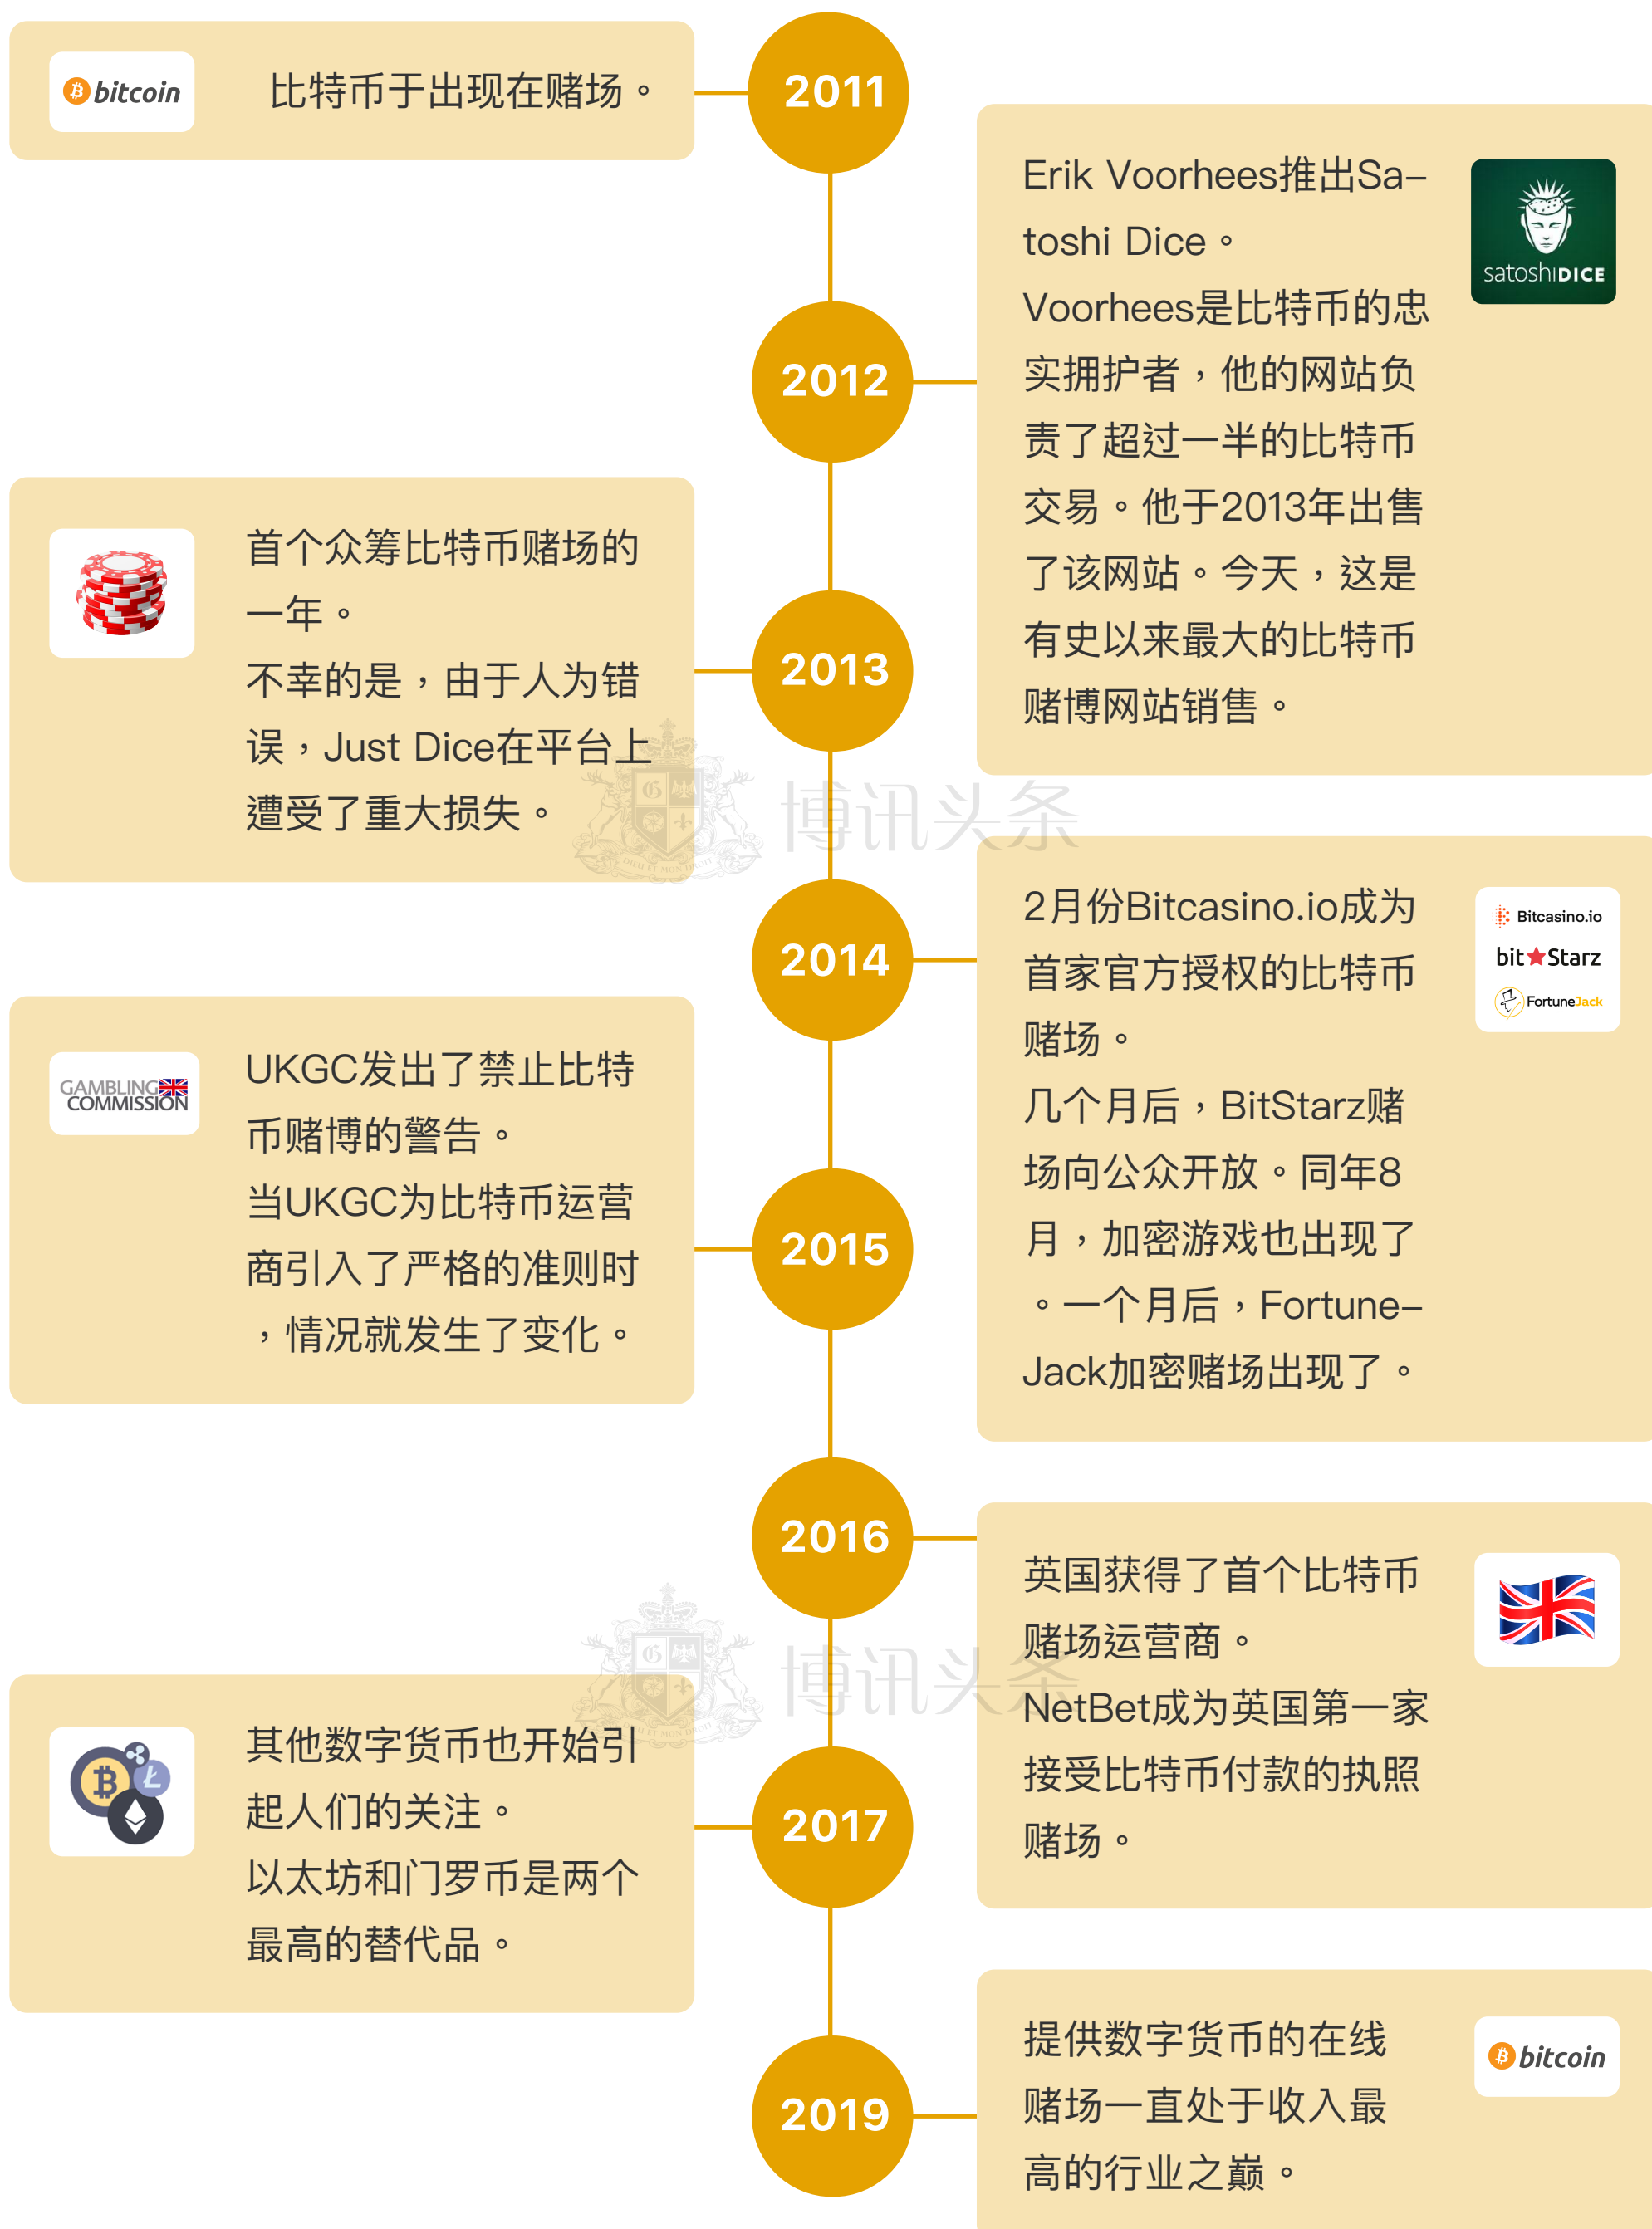 bitcoin
比特币于出现在赌场。
2011
Erik Voorhees推出Sa-
toshi Dice。
Voorhees是比特币的忠
实拥护者，他的网站负
责了超过一半的比特币
交易。他于2013年出售
了该网站。今天，这是
有史以来最大的比特币
赌博网站销售。
satoshiDICE
2012
首个众筹比特币赌场的
一年。
不幸的是，由于人为错
误，Just Dice在平台上
遭受了重大损失。
2013
博讯头条
2月份Bitcasino.io成为
首家官方授权的比特币
赌场。
几个月后，BitStarz赌
场向公众开放。同年8
月，加密游戏也出现了
。一个月后，Fortune-
Jack加密赌场出现了。
Bitcasino.io
bitStarz
FortuneJack
2014
GAMBLING
COMMISSION
UKGC发出了禁止比特
币赌博的警告。
当UKGC为比特币运营
商引入了严格的准则时
，情况就发生了变化。
2015
2016
英国获得了首个比特币
赌场运营商。
NetBet成为英国第一家
接受比特币付款的执照
赌场。
博讯头条
其他数字货币也开始引
起人们的关注。
以太坊和门罗币是两个
最高的替代品。
2017
提供数字货币的在线
赌场一直处于收入最
高的行业之巅。
bitcoin
2019